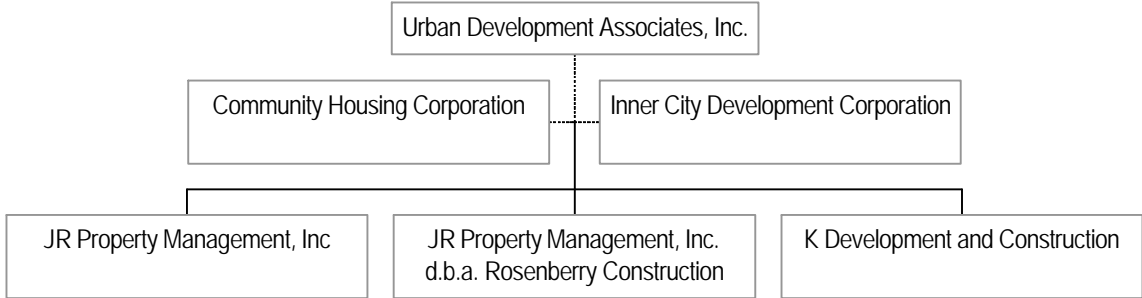 Urban Development Associates, Inc.
Community Housing Corporation
Inner City Development Corporation
JR Property Management, Inc
JR Property Management, Inc.
d.b.a. Rosenberry Construction
K Development and Construction